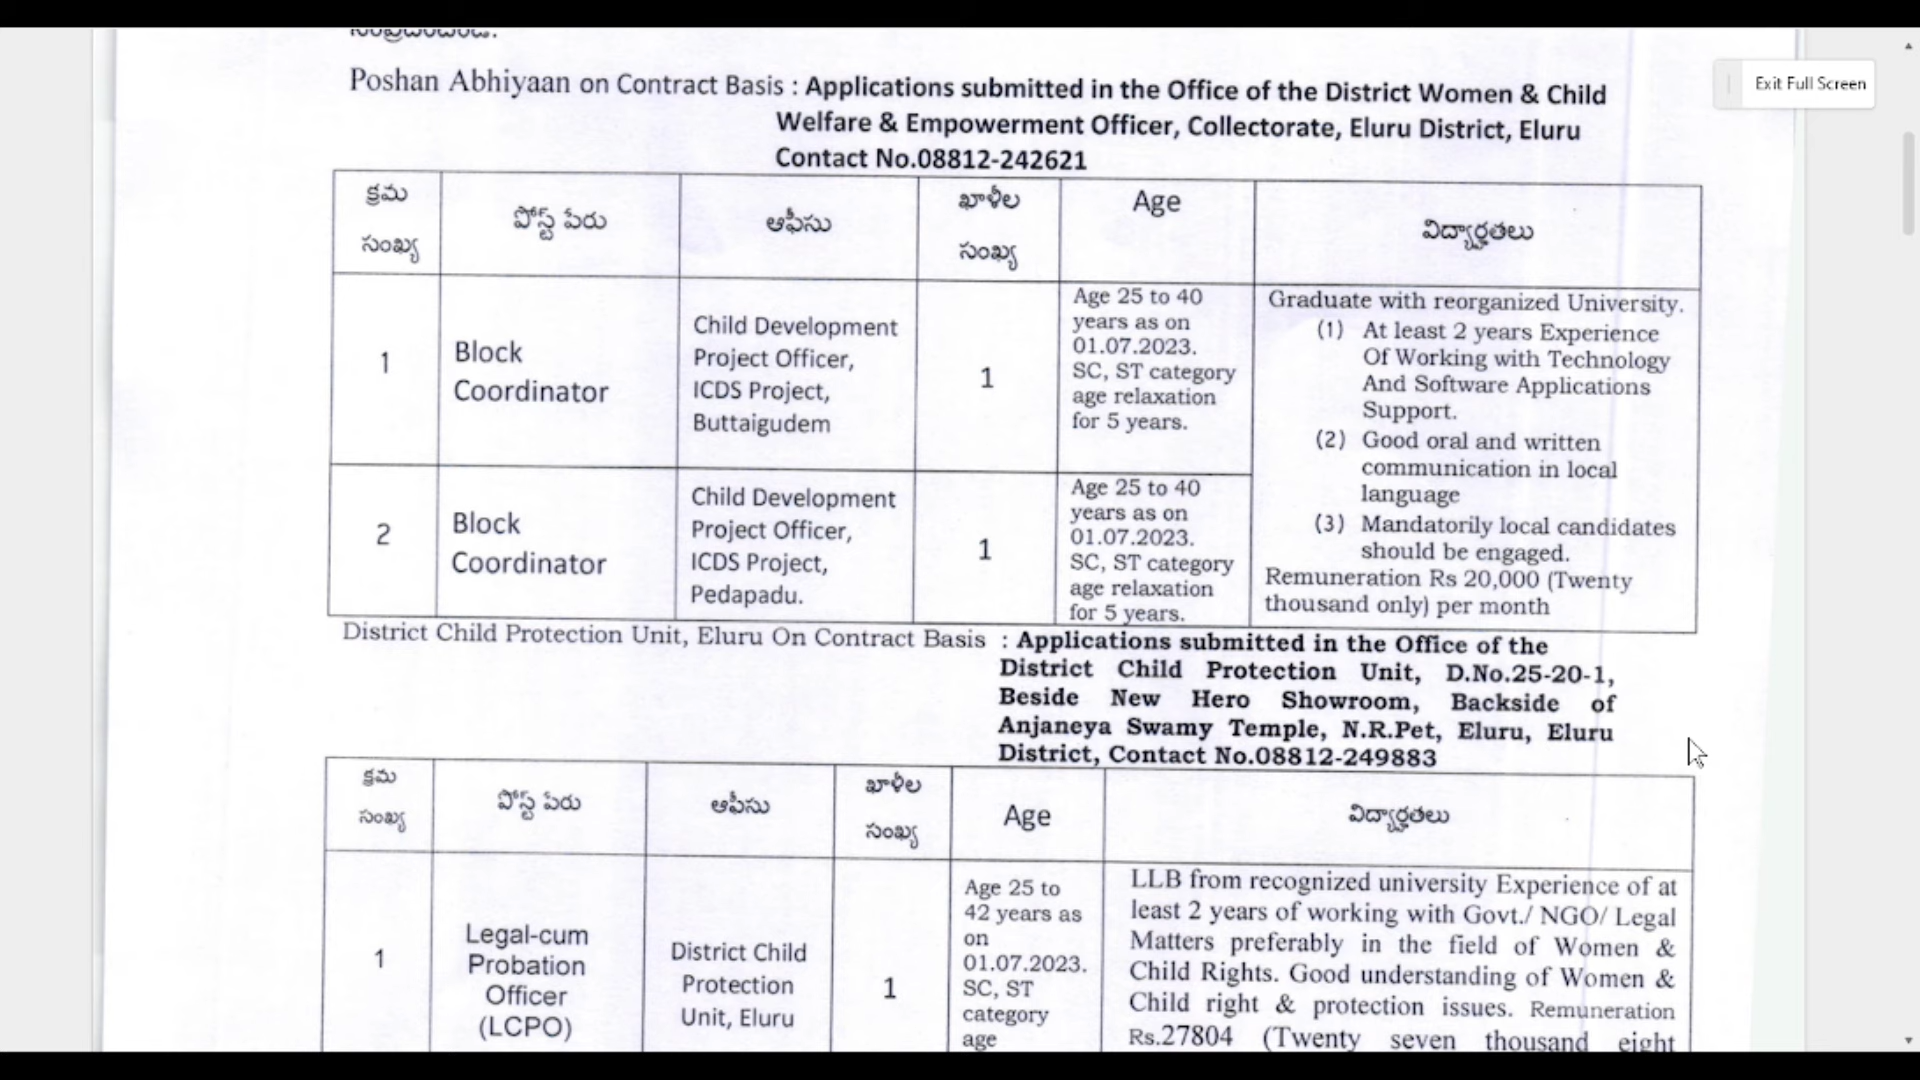 Poshan Abhiyaan on Contract Basis : Applications submitted in the Office of the District Women & Child
Welfare & Empowerment Officer, Collectorate, Eluru District, Eluru
Contact No.08812-242621
Exit Full Screen
క్రమ
సంఖ్య
పోస్ట్ పేరు
ఆఫీసు
ఖాళీల
సంఖ్య
Age
విద్యార్హతలు
1
Block
Coordinator
Child Development
Project Officer,
ICDS Project,
Buttaigudem
1
Age 25 to 40
years as on
01.07.2023.
SC, ST category
age relaxation
for 5 years.
Graduate with reorganized University.
(1) At least 2 years Experience
Of Working with Technology
And Software Applications
Support.
(2) Good oral and written
communication in local
language
(3) Mandatorily local candidates
should be engaged.
Remuneration Rs 20,000 (Twenty
thousand only) per month
2
Block
Coordinator
Child Development
Project Officer,
ICDS Project,
Pedapadu.
1
Age 25 to 40
years as on
01.07.2023.
SC, ST category
age relaxation
for 5 years.
District Child Protection Unit, Eluru On Contract Basis : Applications submitted in the Office of the
District Child Protection Unit, D.No.25-20-1,
Beside New Hero Showroom, Backside of
Anjaneya Swamy Temple, N.R.Pet, Eluru, Eluru
District, Contact No.08812-249883
క్రమ
సంఖ్య
పోస్ట్ పేరు
ఆఫీసు
ఖాళీల
సంఖ్య
Age
విద్యార్హతలు
1
Legal-cum
Probation
Officer
(LCPO)
District Child
Protection
Unit, Eluru
1
Age 25 to
42 years as
on
01.07.2023.
SC, ST
category
age
LLB from recognized university Experience of at
least 2 years of working with Govt./ NGO/ Legal
Matters preferably in the field of Women &
Child Rights. Good understanding of Women &
Child right & protection issues. Remuneration
Rs.27804 (Twenty seven thousand eight